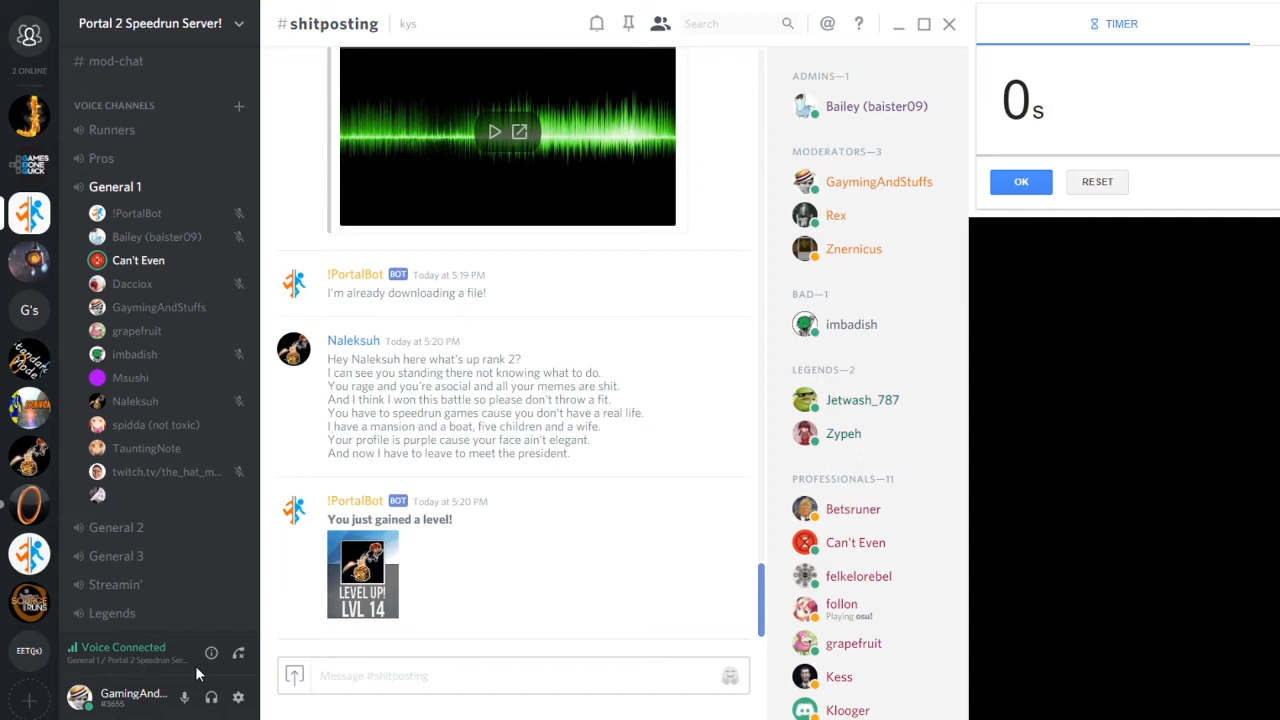 2 ONLINE
GAMES DONE QUICK
G's
EET(s)
Portal 2 Speedrun Server!
# mod-chat
VOICE CHANNELS
Runners
Pros
General 1
!PortalBot
Bailey (baister09)
Can't Even
Dacciox
GaymingAndStuffs
grapefruit
imbadish
Msushi
Naleksuh
spidda (not toxic)
TauntingNote
twitch.tv/the_hat_m...
General 2
General 3
Streamin'
Legends
Voice Connected
General 1 / Portal 2 Speedrun Ser...
GamingAnd...
#3655
#shitposting
kys
Search
!PortalBot BOT Today at 5:19 PM
I'm already downloading a file!
Naleksuh Today at 5:20 PM
Hey Naleksuh here what's up rank 2?
I can see you standing there not knowing what to do.
You rage and you're asocial and all your memes are shit.
And I think I won this battle so please don't throw a fit.
You have to speedrun games cause you don't have a real life.
I have a mansion and a boat, five children and a wife.
Your profile is purple cause your face ain't elegant.
And now I have to leave to meet the president.
!PortalBot BOT Today at 5:20 PM
You just gained a level!
LEVEL UP!
LVL 14
Message #shitposting
ADMINS—1
Bailey (baister09)
MODERATORS—3
GaymingAndStuffs
Rex
Znernicus
BAD—1
imbadish
LEGENDS—2
Jetwash_787
Zypeh
PROFESSIONALS—11
Betsruner
Can't Even
felkelorebel
follon
Playing osu!
grapefruit
Kess
Klooger
TIMER
0s
OK
RESET